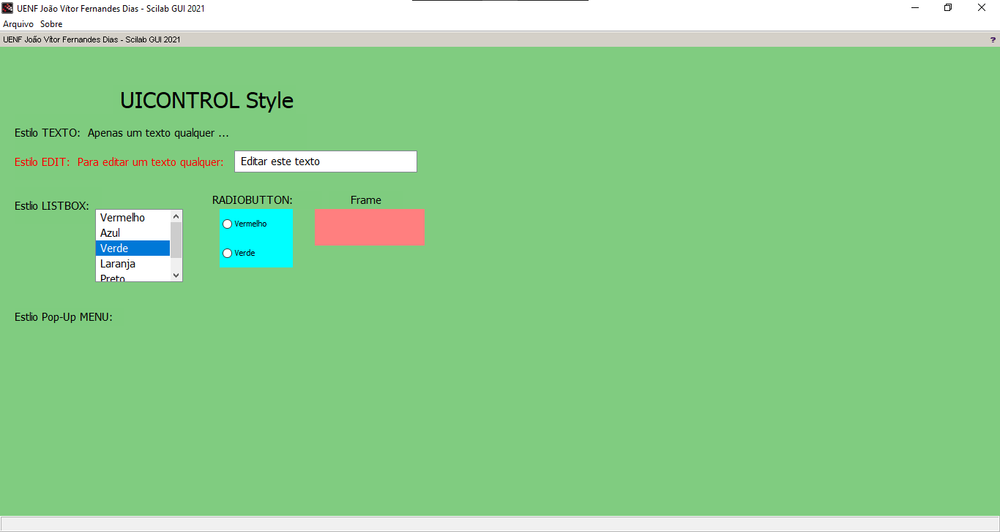 UENF João Vítor Fernandes Dias - Scilab GUI 2021
Arquivo Sobre
UENF João Vítor Fernandes Dias - Scilab GUI 2021 ?
UICONTROL Style
Estilo TEXTO: Apenas um texto qualquer ...
Estilo EDIT: Para editar um texto qualquer: Editar este texto
Estlio LISTBOX:
Vermelho
Azul
Verde
Laranja
Preto
RADIOBUTTON:
Vermelho
Verde
Frame
Estlio Pop-Up MENU: